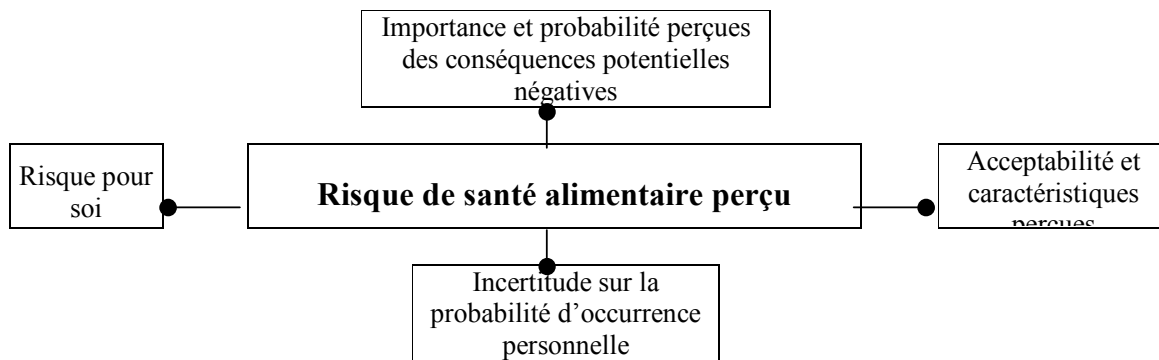 Importance et probabilité perçues
des conséquences potentielles
négatives
Risque pour
soi
Risque de santé alimentaire perçu
Acceptabilité et
caractéristiques
perçues
Incertitude sur la
probabilité d’occurrence
personnelle